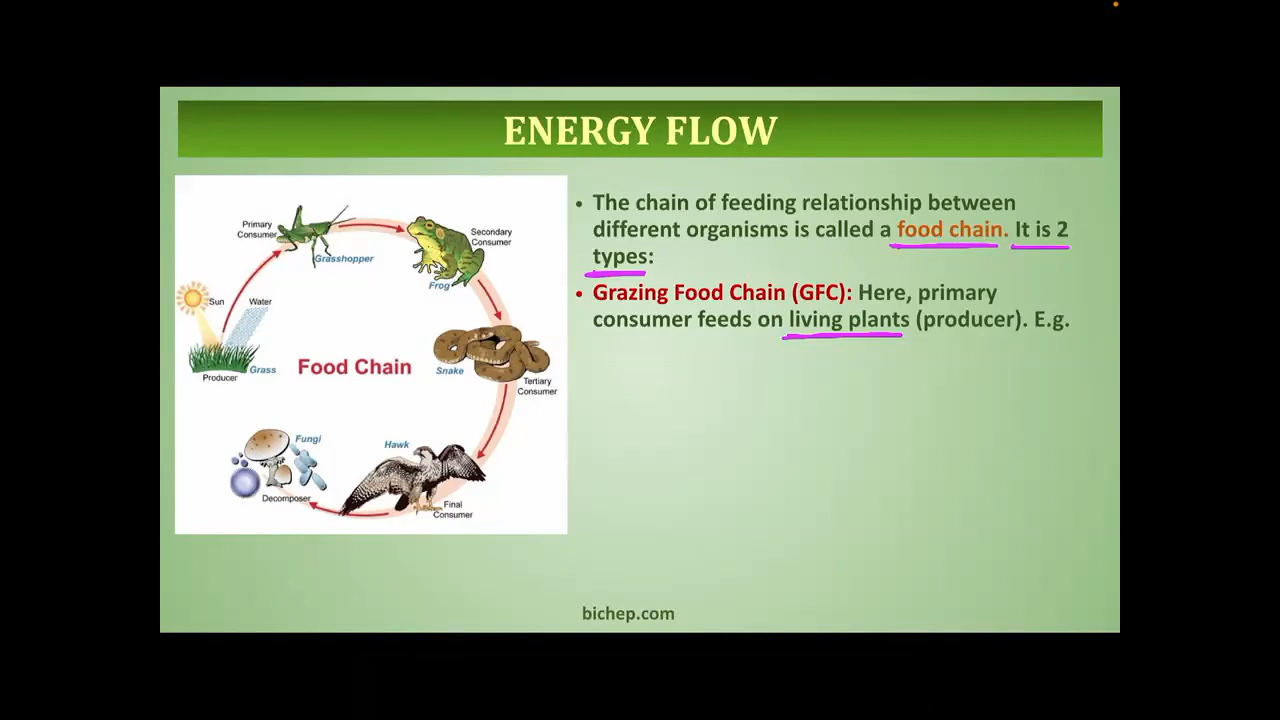 ENERGY FLOW
• The chain of feeding relationship between
different organisms is called a food chain. It is 2
types:
• Grazing Food Chain (GFC): Here, primary
consumer feeds on living plants (producer). E.g.
Primary
Consumer
Grasshopper
Secondary
Consumer
Frog
Sun
Water
Grass
Producer
Food Chain
Snake
Tertiary
Consumer
Fungi
Decomposer
Hawk
Final
Consumer
bichep.com